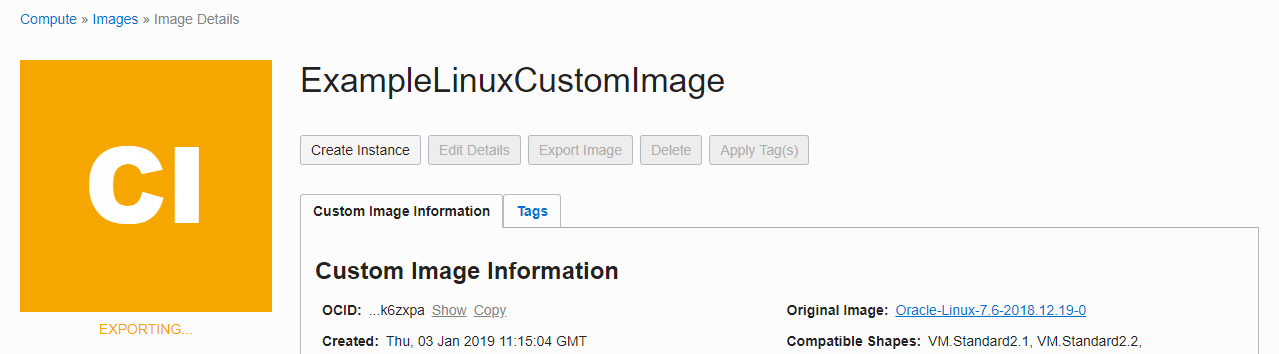 Compute » Images » Image Details
CI
EXPORTING...
ExampleLinuxCustomImage
Create Instance Edit Details Export Image Delete Apply Tag(s)
Custom Image Information Tags
Custom Image Information
OCID: ...k6zxpa Show Copy
Created: Thu, 03 Jan 2019 11:15:04 GMT
Original Image: Oracle-Linux-7.6-2018.12.19-0
Compatible Shapes: VM.Standard2.1, VM.Standard2.2,